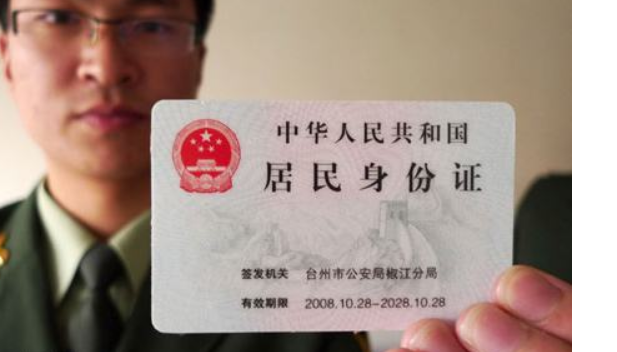 中华人民共和国
居民身份证
签发机关 台州市公安局椒江分局
有效期限 2008.10.28-2028.10.28